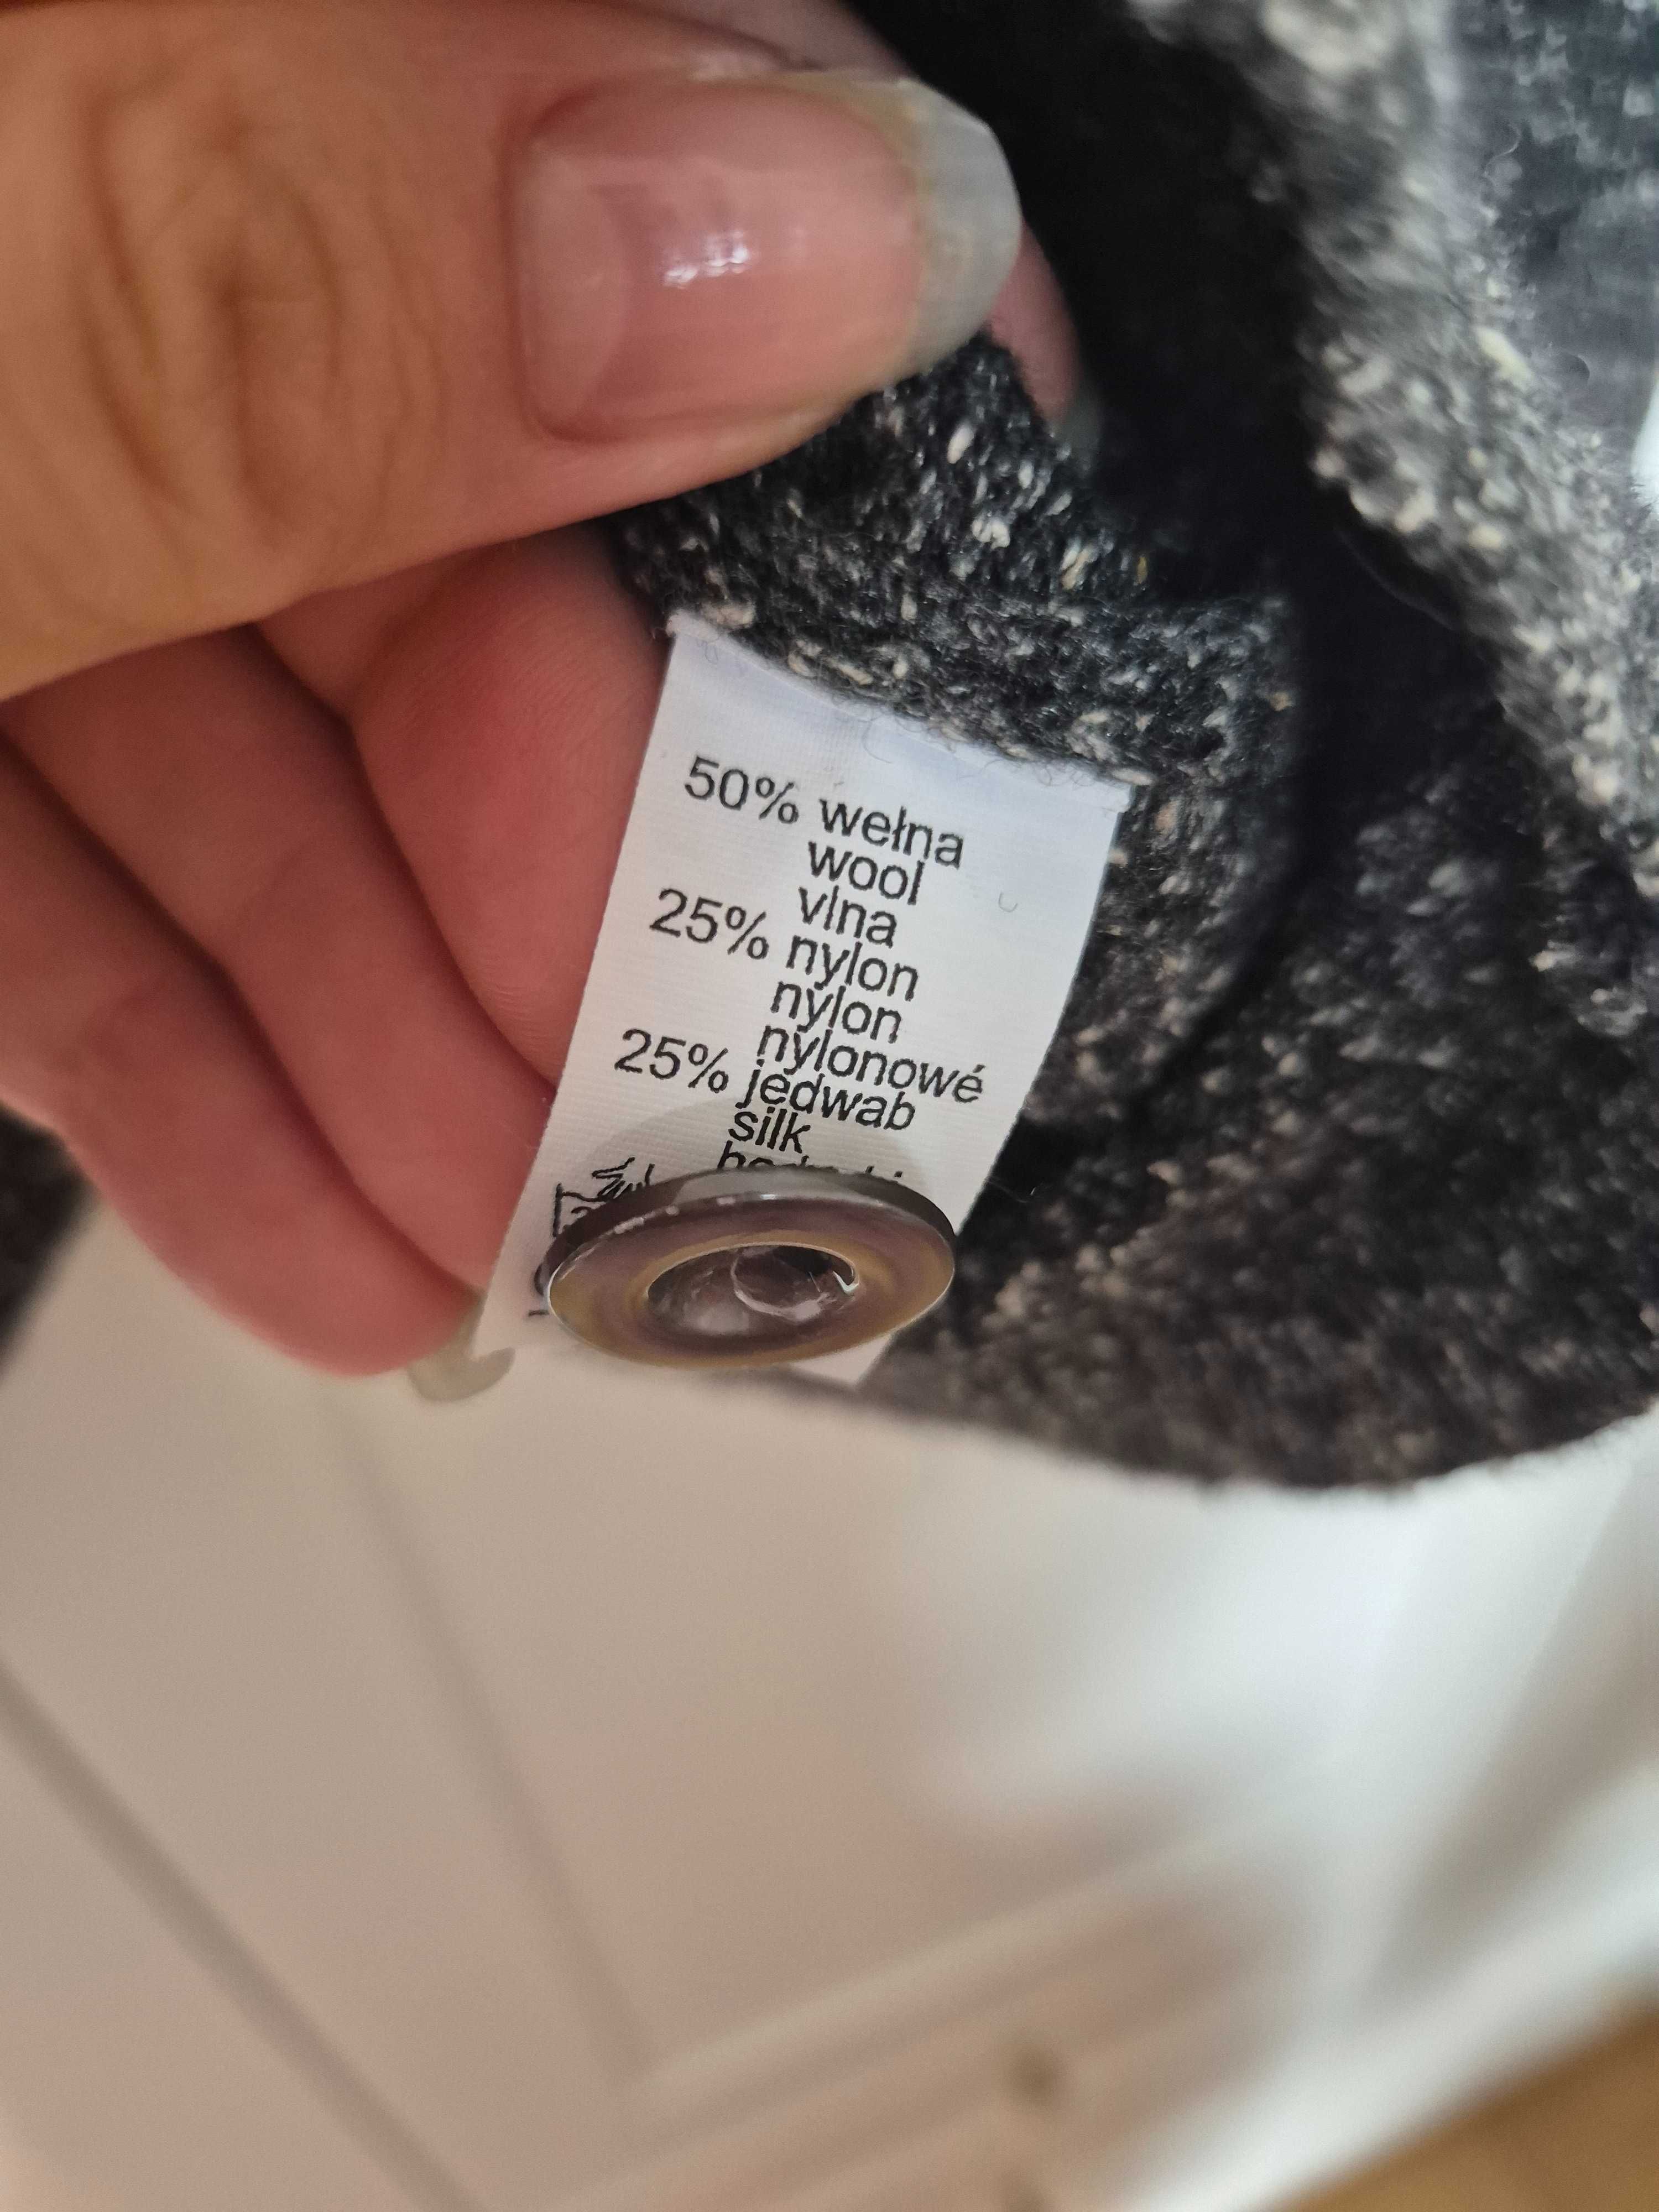 50% wełna
wool
vlna
25% nylon
nylon
nylonowé
25% jedwab
silk